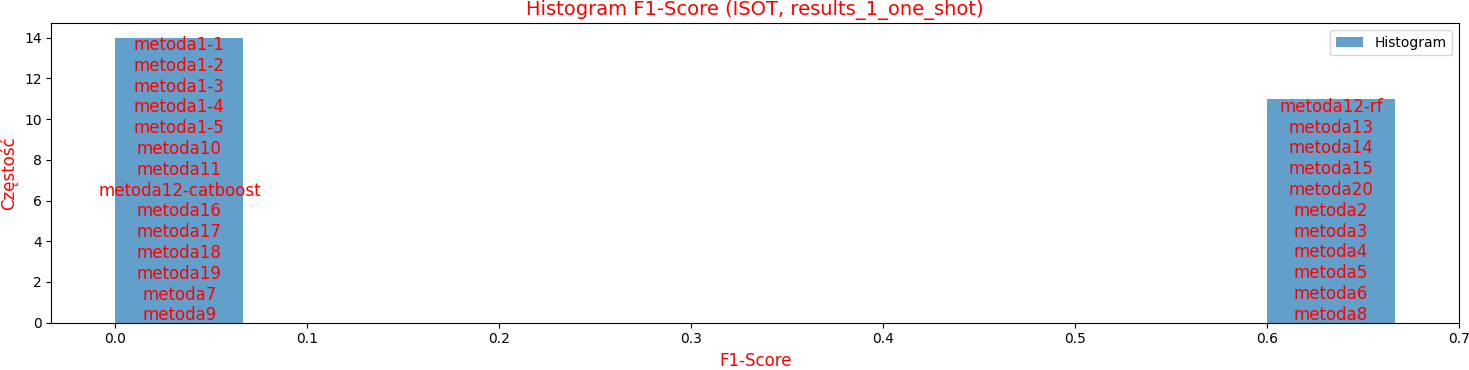 Histogram F1-Score (ISOT, results_1_one_shot)
Histogram
Częstość
14
12
10
8
6
4
2
0
metoda1-1
metoda1-2
metoda1-3
metoda1-4
metoda1-5
metoda10
metoda11
metoda12-catboost
metoda16
metoda17
metoda18
metoda19
metoda7
metoda9
metoda12-rf
metoda13
metoda14
metoda15
metoda20
metoda2
metoda3
metoda4
metoda5
metoda6
metoda8
0.0 0.1 0.2 0.3 0.4 0.5 0.6 0.7
F1-Score